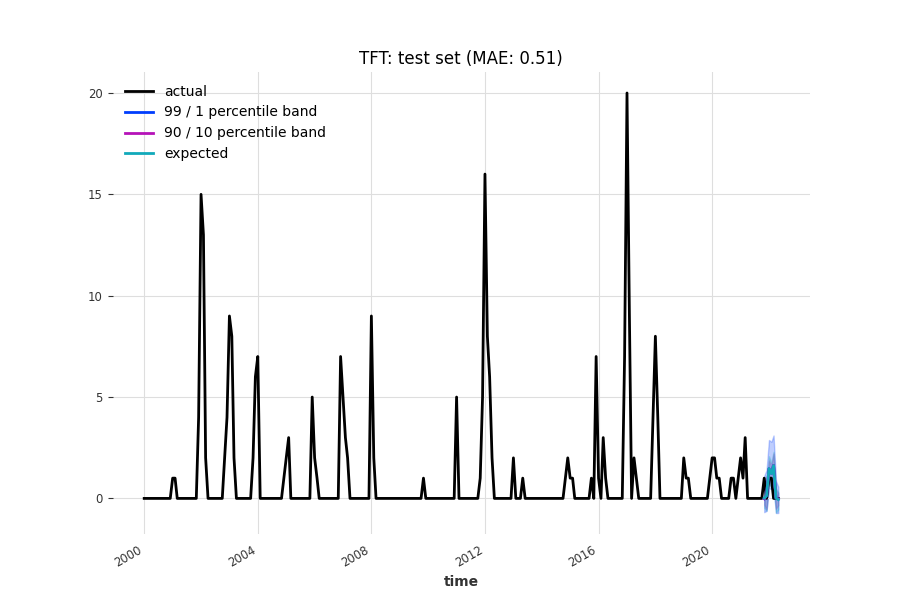 TFT: test set (MAE: 0.51)
actual
99 / 1 percentile band
90 / 10 percentile band
expected
20
15
10
5
0
2000
2004
2008
2012
2016
2020
time